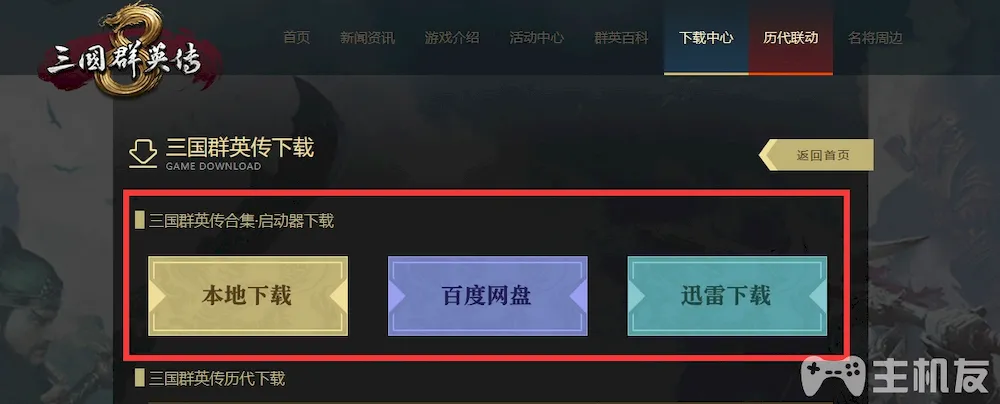 三國群英传
8
首页 新闻资讯 游戏介绍 活动中心 群英百科 下载中心 历代联动 名将周边
三国群英传下载
GAME DOWNLOAD
返回首页
三国群英传合集·启动器下载
本地下载 百度网盘 迅雷下载
三国群英传历代下载
主机友